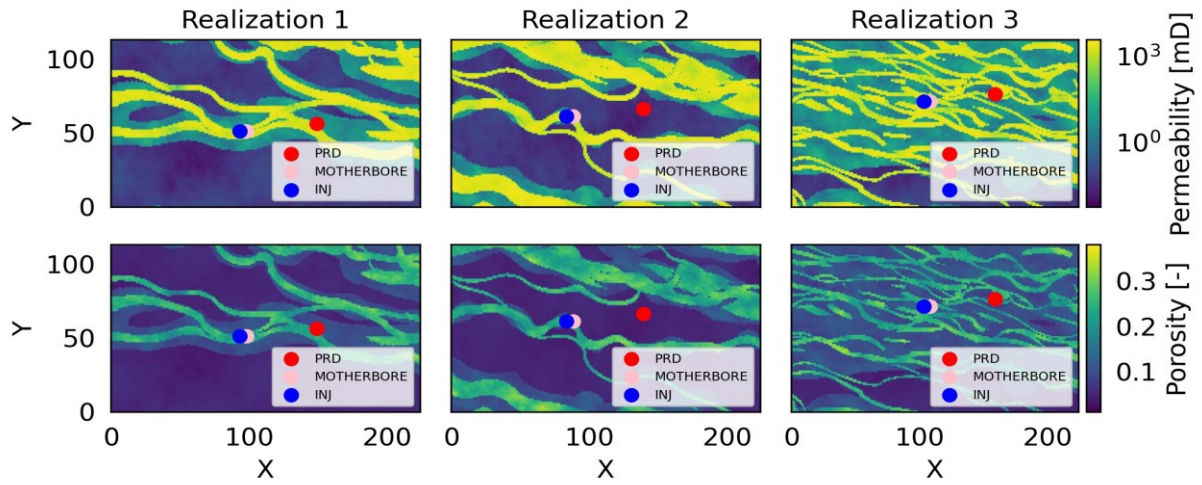 Realization 1 Realization 2 Realization 3
100
Y
50
0
PRD
MOTHERBORE
INJ
PRD
MOTHERBORE
INJ
PRD
MOTHERBORE
INJ
10³
10⁰
Permeability [mD]
100
Y
50
0
PRD
MOTHERBORE
INJ
PRD
MOTHERBORE
INJ
PRD
MOTHERBORE
INJ
0.3
0.2
0.1
Porosity [-]
0 100 200 0 100 200 0 100 200
X X X